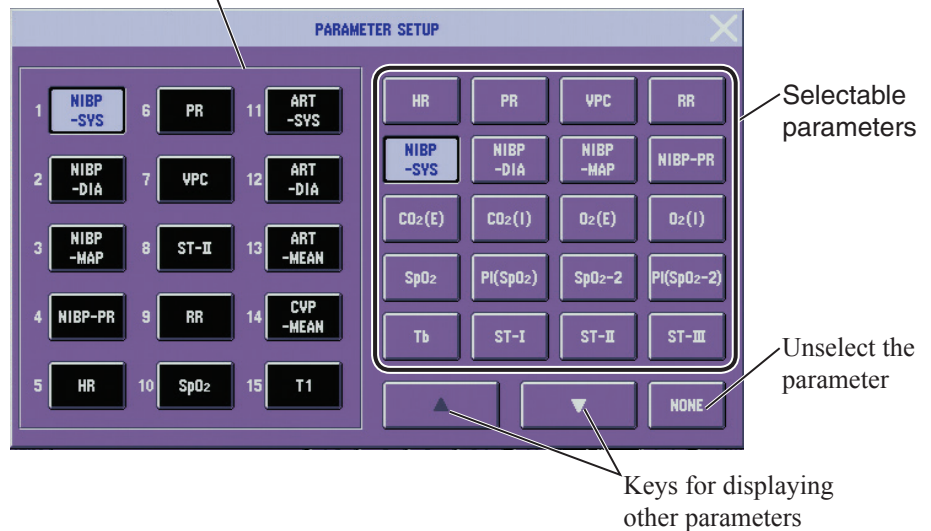 PARAMETER SETUP
1 NIBP
-SYS
6 PR
11 ART
-SYS
2 NIBP
-DIA
7 VPC
12 ART
-DIA
3 NIBP
-MAP
8 ST-II
13 ART
-MEAN
4 NIBP-PR
9 RR
14 CVP
-MEAN
5 HR
10 SpO2
15 T1
HR PR VPC RR
NIBP
-SYS
NIBP
-DIA
NIBP
-MAP
NIBP-PR
CO2(E) CO2(I) O2(E) O2(I)
SpO2 PI(SpO2) SpO2-2 PI(SpO2-2)
Tb ST-I ST-II ST-III
▲ ▼ NONE
Selectable
parameters
Unselect the
parameter
Keys for displaying
other parameters